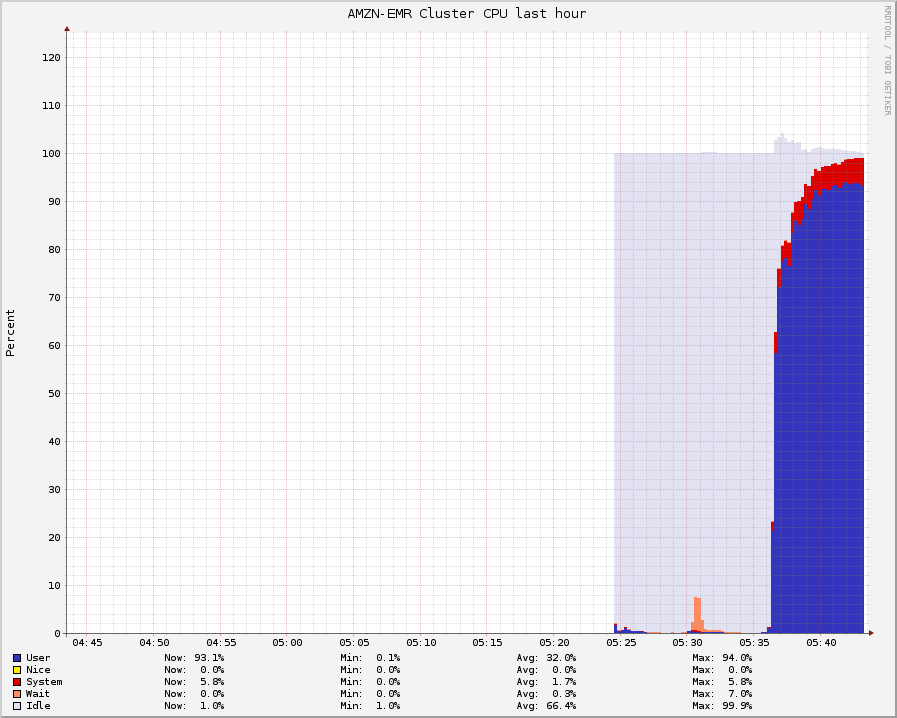 AMZN-EMR Cluster CPU last hour
RRDTOOL / TOBI OETIKER
Percent
120
110
100
90
80
70
60
50
40
30
20
10
0
04:45 04:50 04:55 05:00 05:05 05:10 05:15 05:20 05:25 05:30 05:35 05:40
User Now: 93.1% Min: 0.1% Avg: 32.0% Max: 94.0%
Nice Now: 0.0% Min: 0.0% Avg: 0.0% Max: 0.0%
System Now: 5.8% Min: 0.0% Avg: 1.7% Max: 5.8%
Wait Now: 0.0% Min: 0.0% Avg: 0.3% Max: 7.0%
Idle Now: 1.0% Min: 1.0% Avg: 66.4% Max: 99.9%